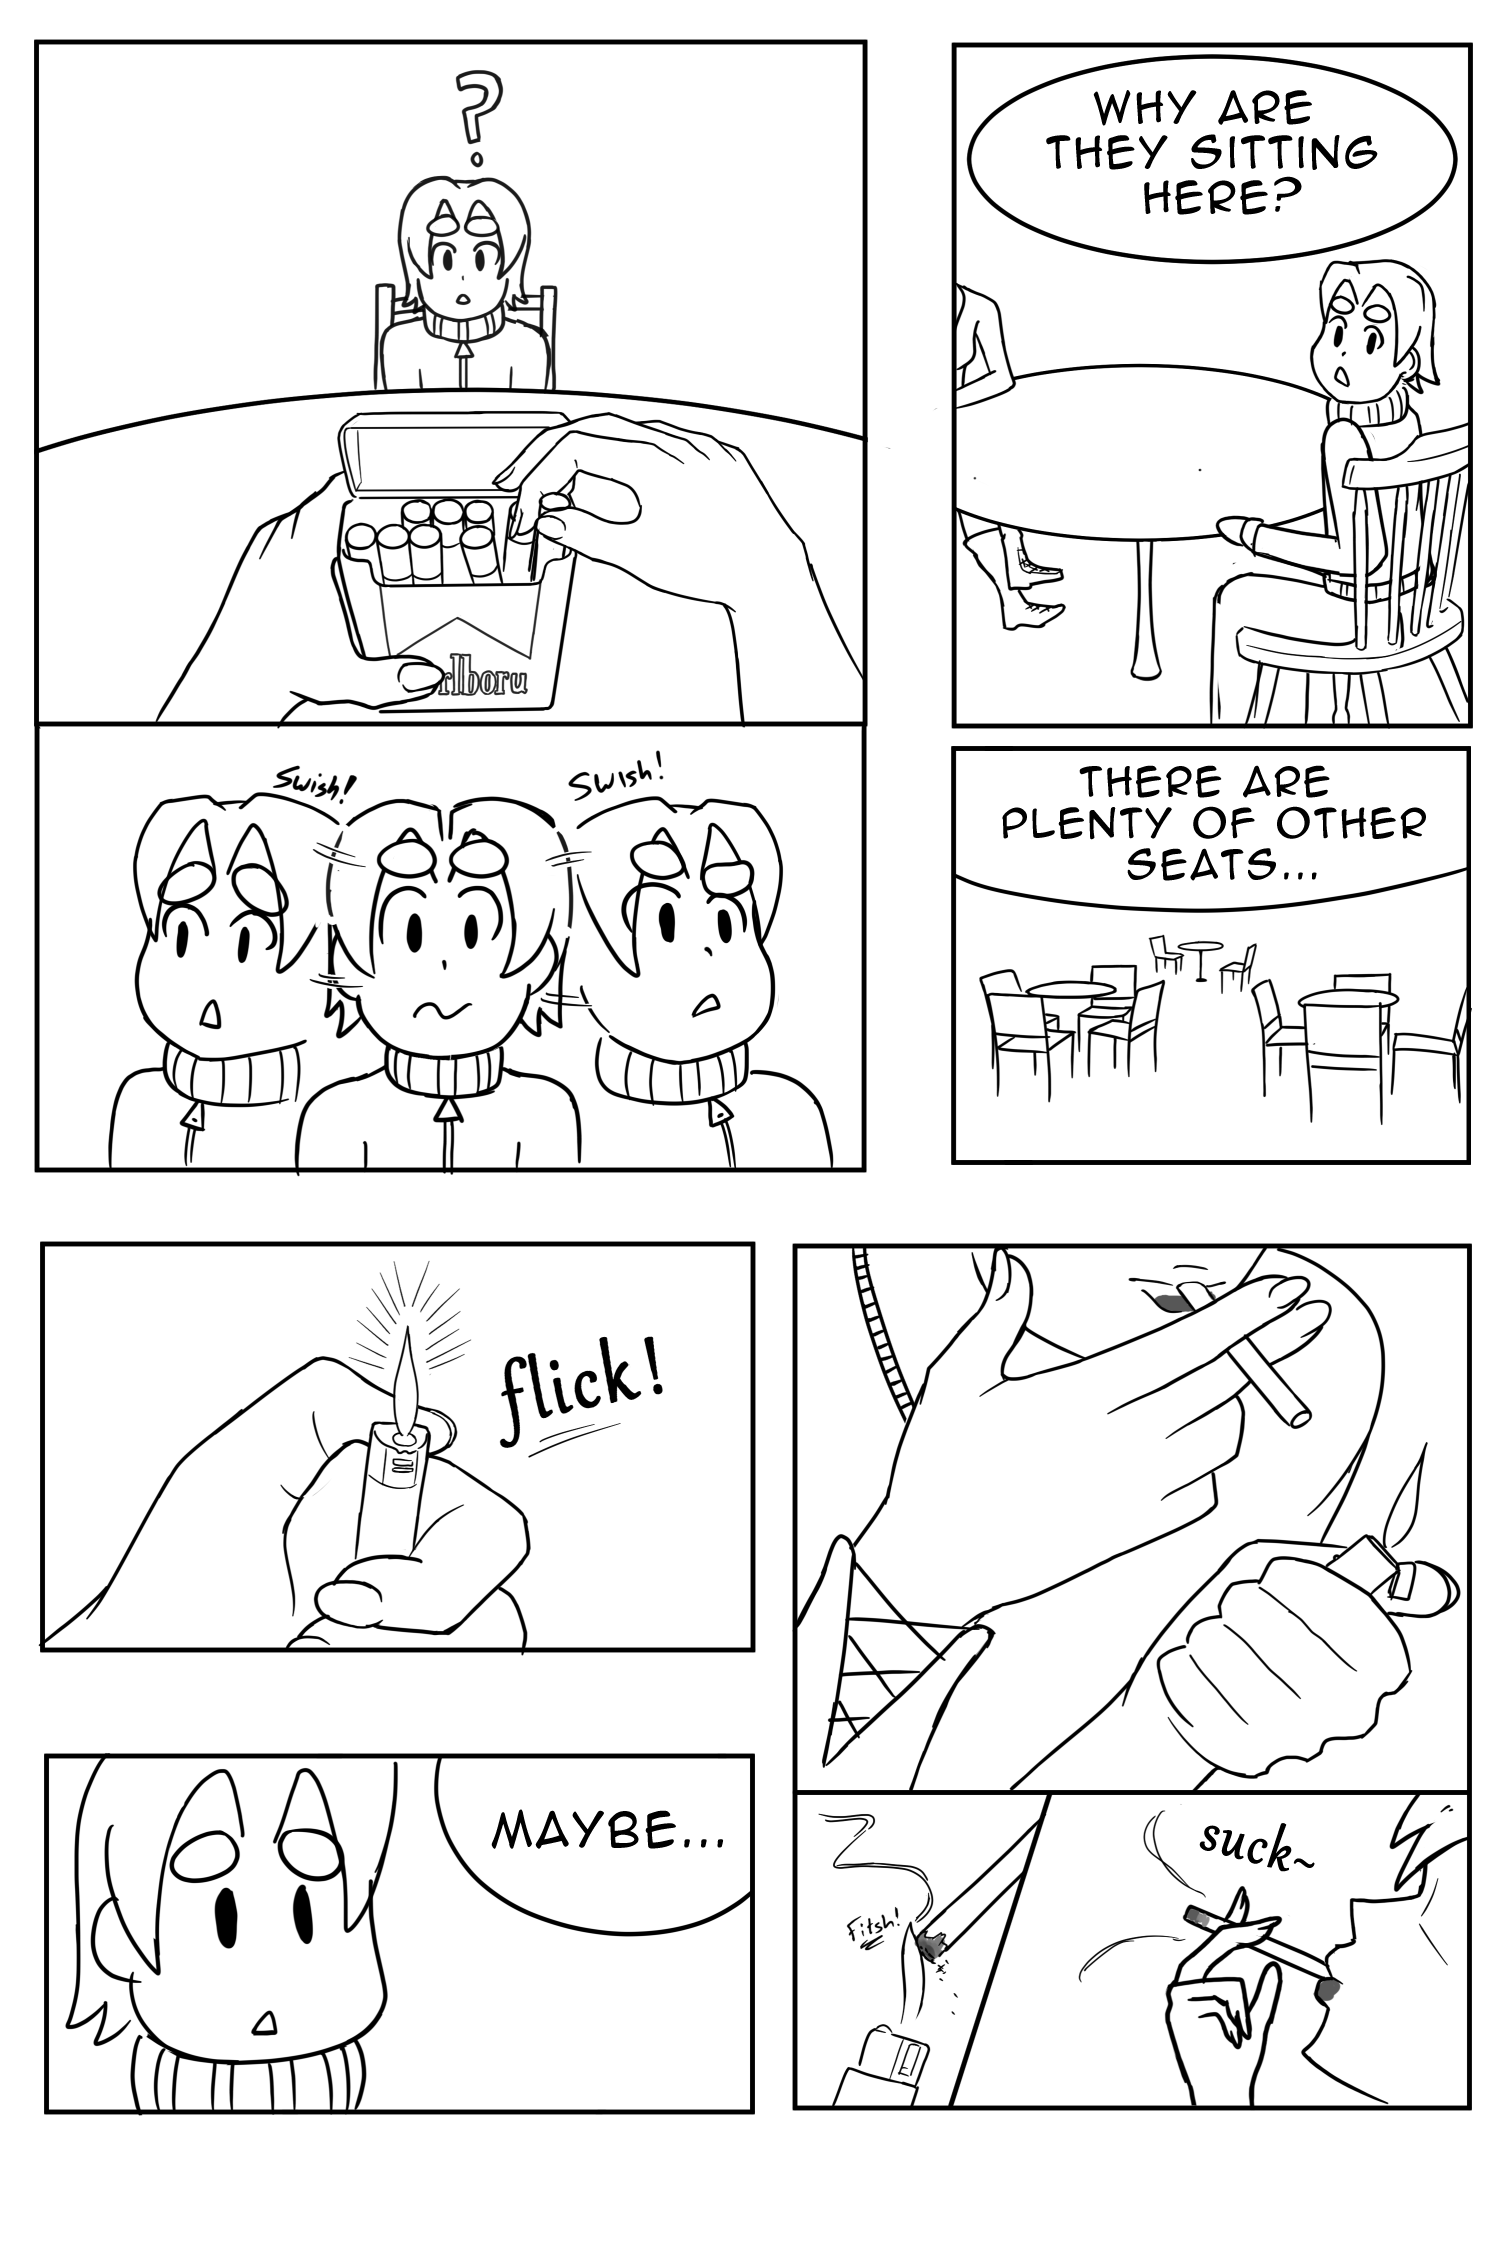 ?
WHY ARE
THEY SITTING
HERE?
rlboru
Swish!
Swish!
THERE ARE
PLENTY OF OTHER
SEATS...
flick!
MAYBE...
Fitsh!
suck~